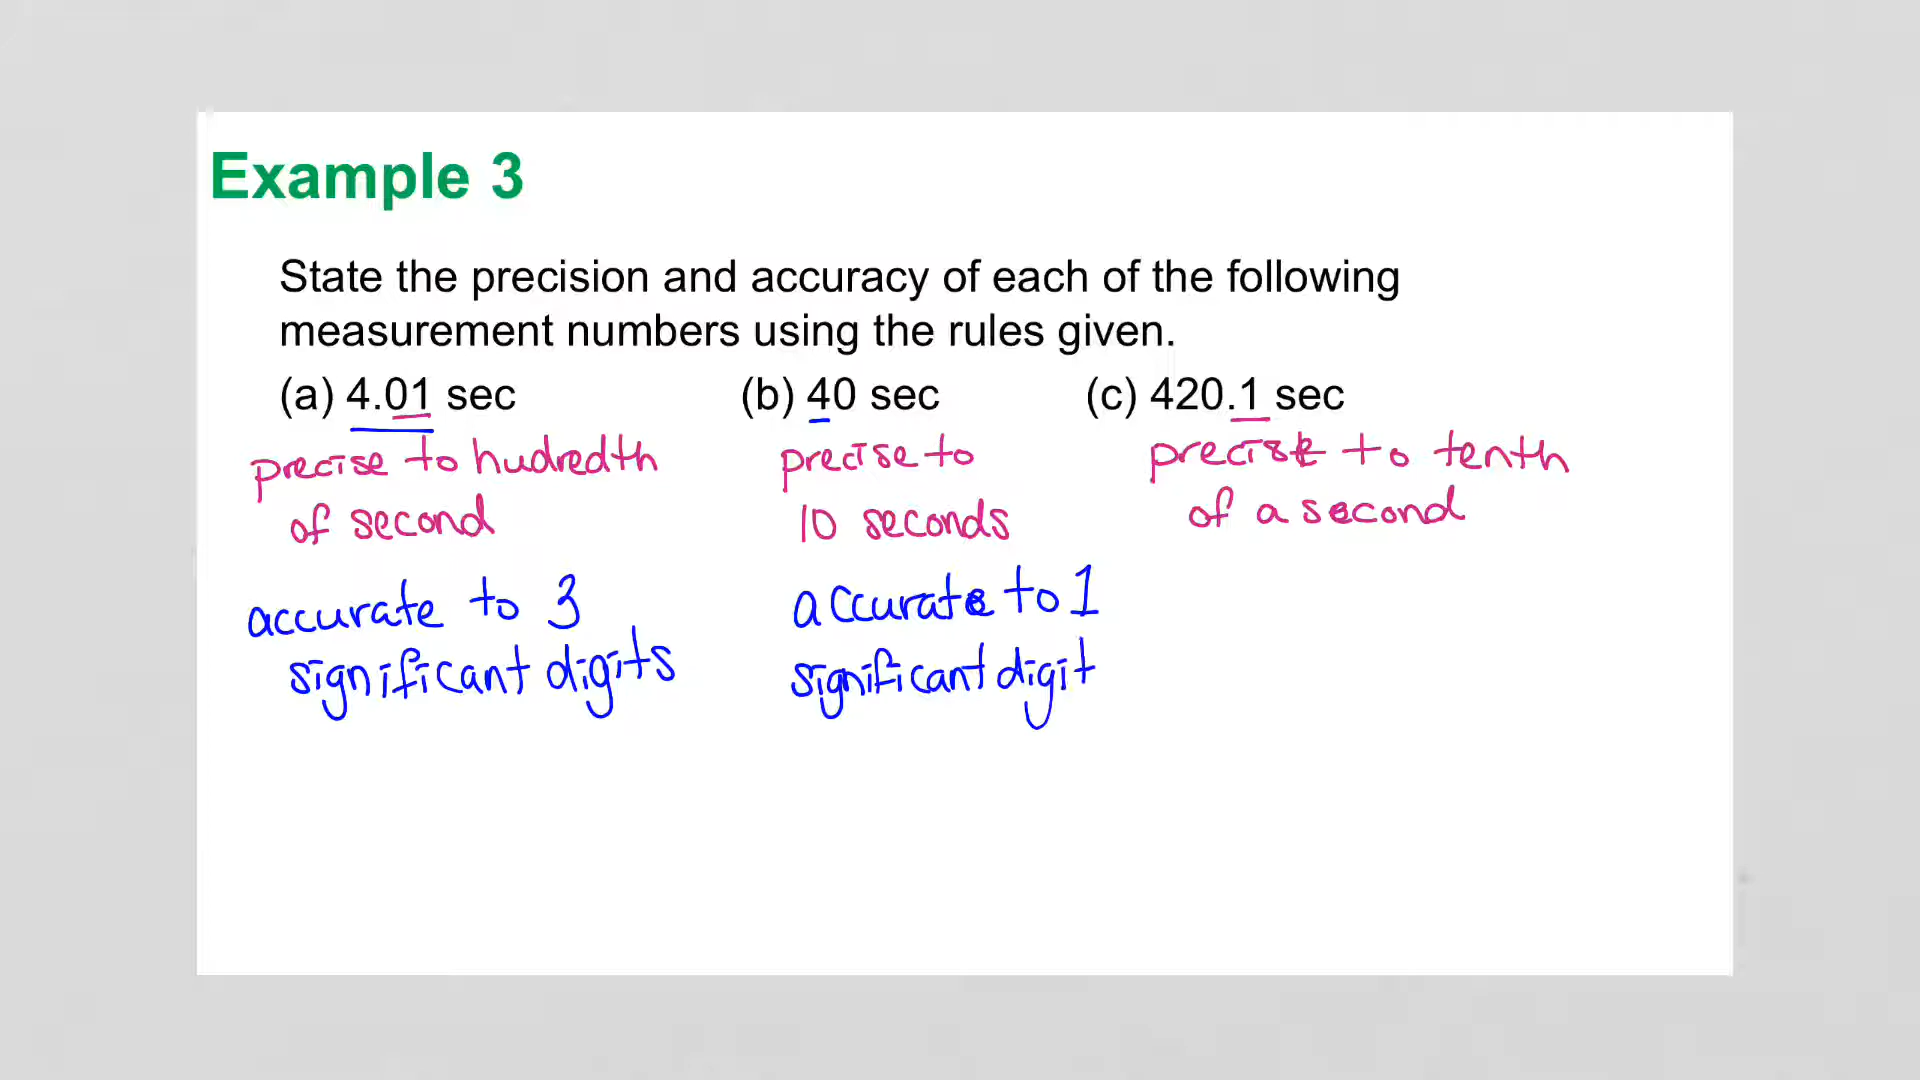 Example 3
State the precision and accuracy of each of the following
measurement numbers using the rules given.
(a) 4.01 sec (b) 40 sec (c) 420.1 sec
precise to hudredth
of second
precise to
10 seconds
precise to tenth
of a second
accurate to 3
significant digits
accurate to 1
significant digit